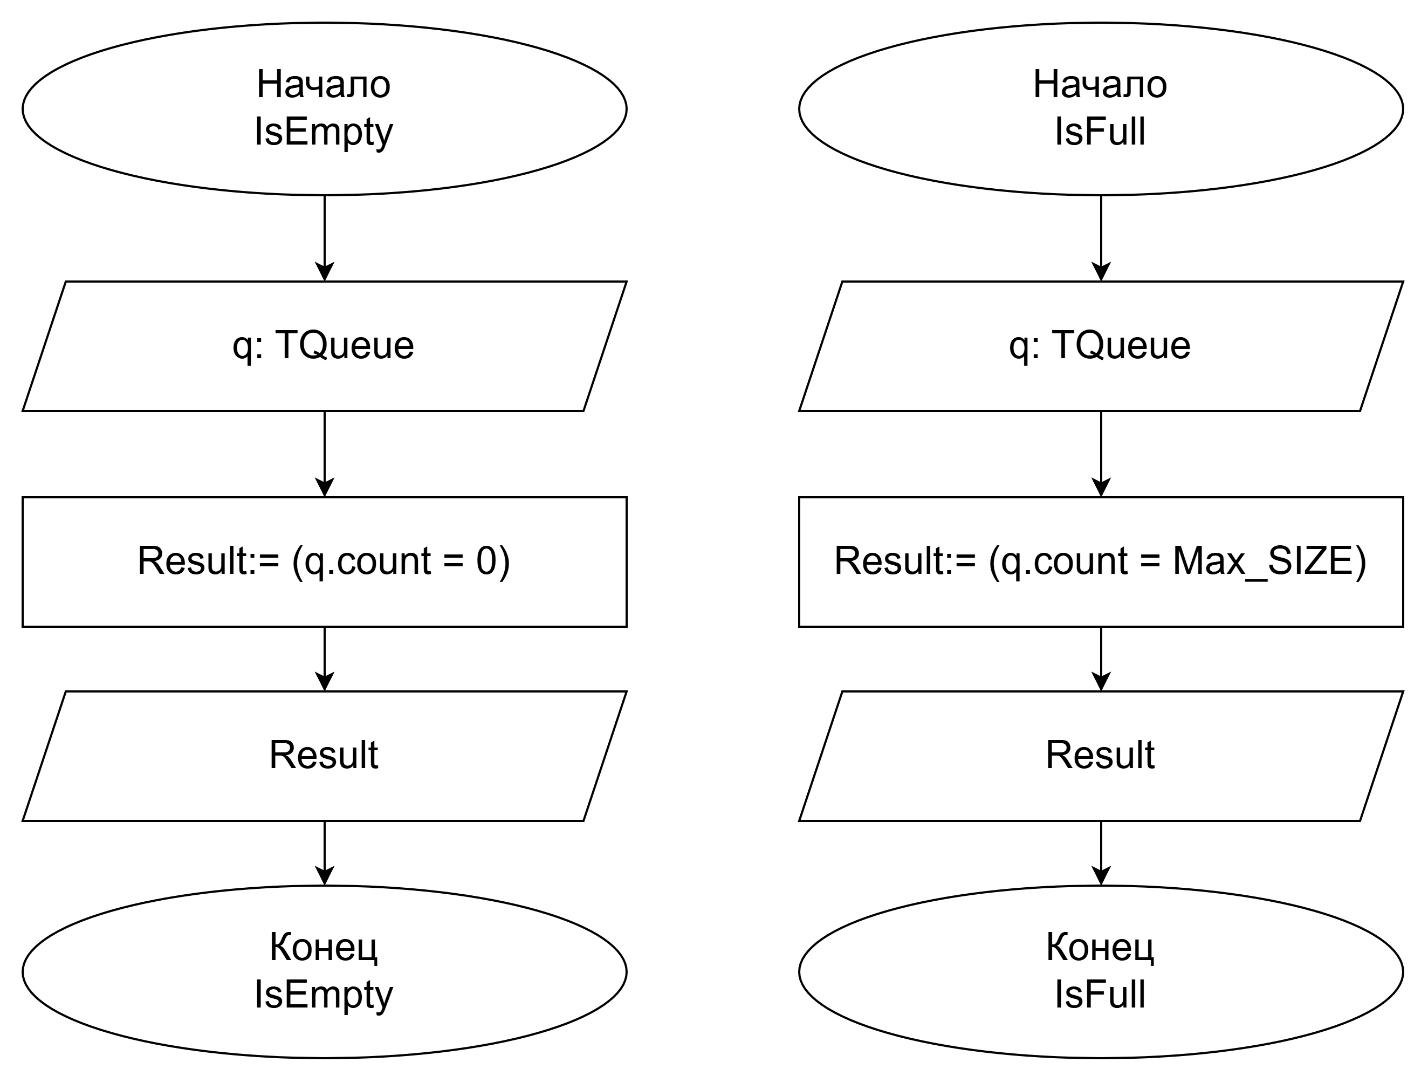 Начало
IsEmpty
q: TQueue
Result:= (q.count = 0)
Result
Конец
IsEmpty
Начало
IsFull
q: TQueue
Result:= (q.count = Max_SIZE)
Result
Конец
IsFull